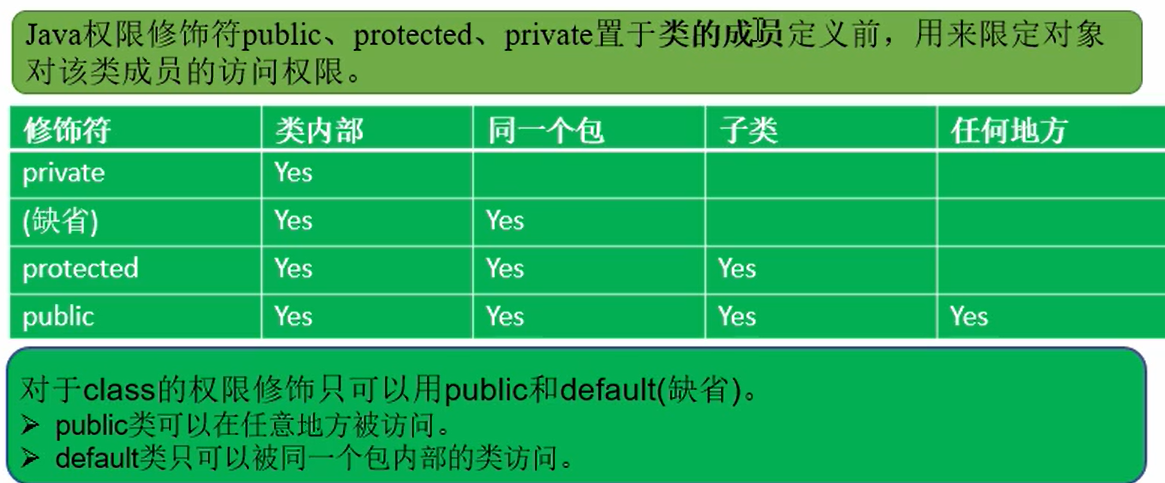 Java权限修饰符public、protected、private置于类的成员定义前，用来限定对象
对该类成员的访问权限。
修饰符 类内部 同一个包 子类 任何地方
private Yes
(缺省) Yes Yes
protected Yes Yes Yes
public Yes Yes Yes Yes
对于class的权限修饰只可以用public和default(缺省)。
➢ public类可以在任意地方被访问。
➢ default类只可以被同一个包内部的类访问。